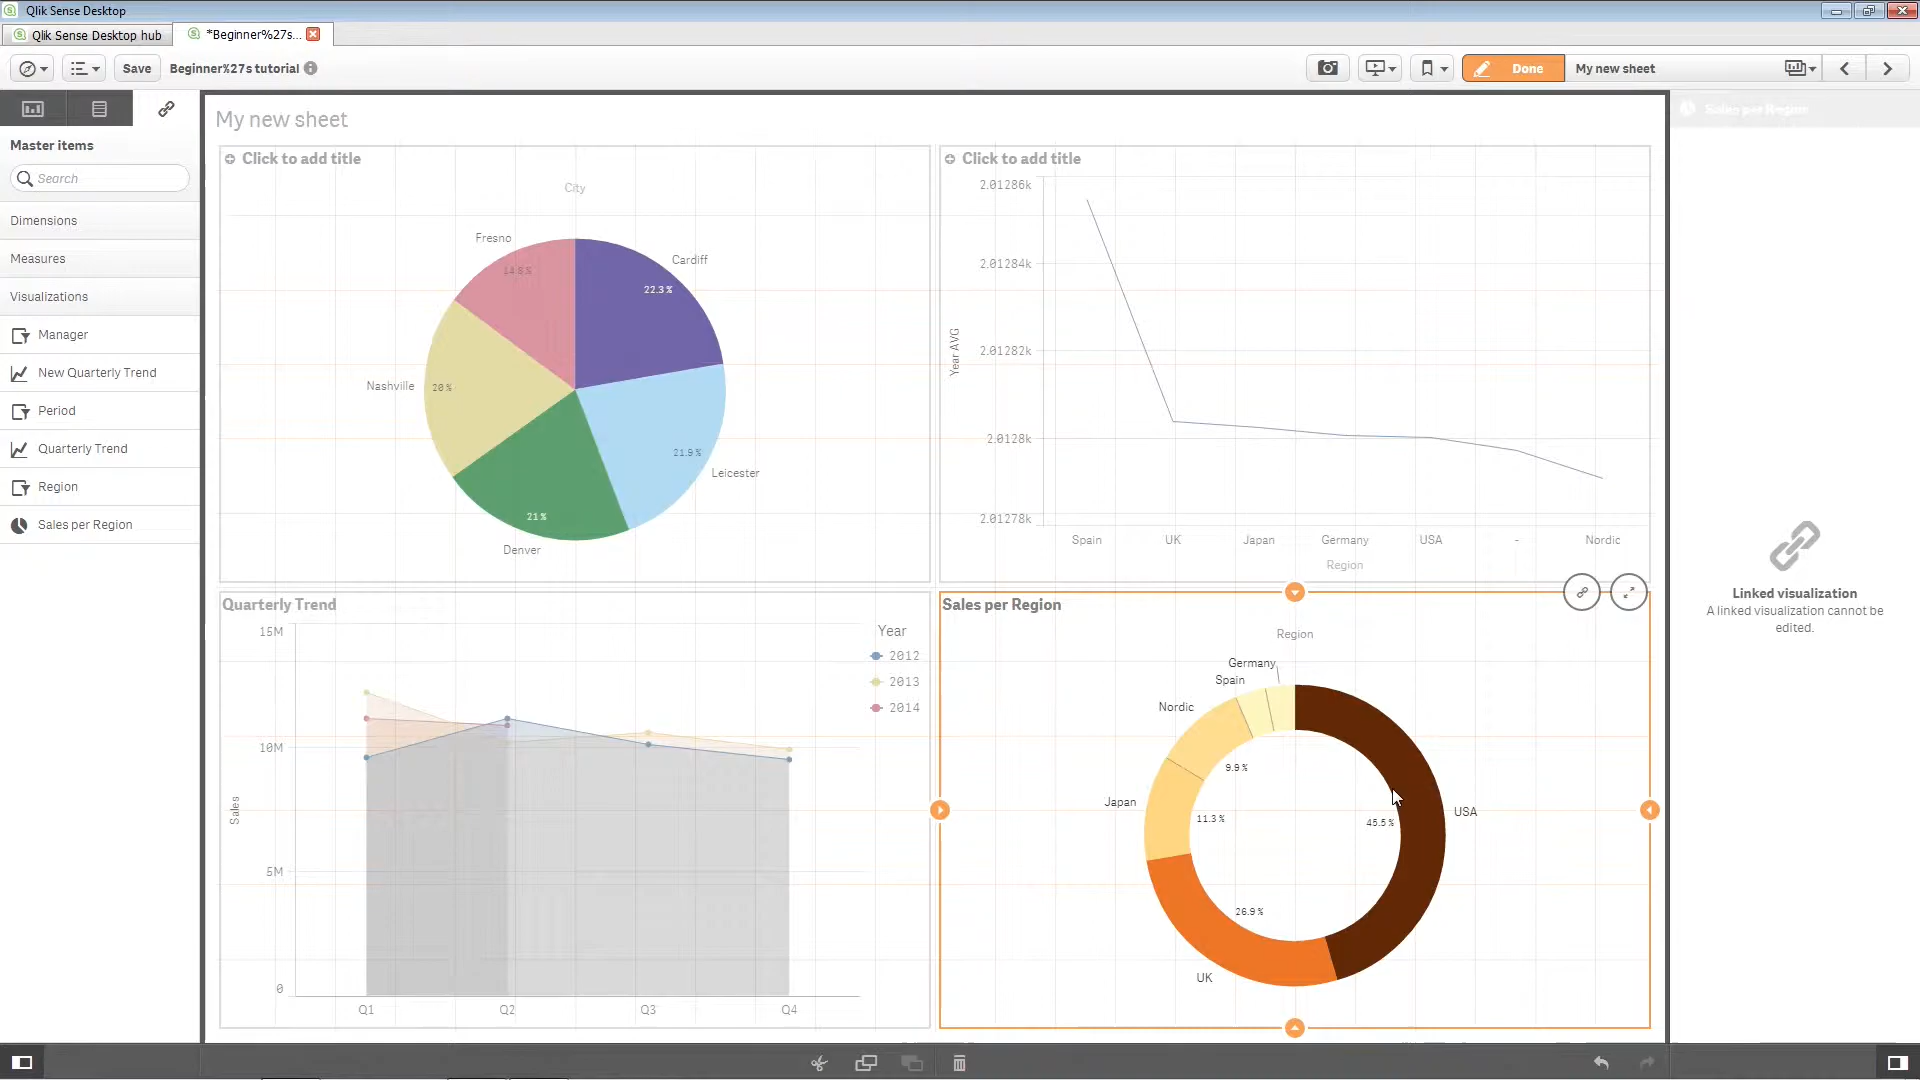 Qlik Sense Desktop
Qlik Sense Desktop hub
*Beginner%27s...
Save
Beginner%27s tutorial
Done
My new sheet
Master items
Search
Dimensions
Measures
Visualizations
Manager
New Quarterly Trend
Period
Quarterly Trend
Region
Sales per Region
My new sheet
Click to add title
City
Fresno
14.8 %
Cardiff
22.3 %
Nashville
20 %
21.9 %
Leicester
21 %
Denver
Click to add title
2.01286k
2.01284k
Year AVG
2.01282k
2.0128k
2.01278k
Spain
UK
Japan
Germany
USA
-
Nordic
Region
Quarterly Trend
15M
10M
Sales
5M
0
Q1
Q2
Q3
Q4
Year
2012
2013
2014
Sales per Region
Region
Germany
Spain
Nordic
9.9 %
Japan
11.3 %
USA
45.5 %
26.9 %
UK
Sales per Region
Linked visualization
A linked visualization cannot be
edited.